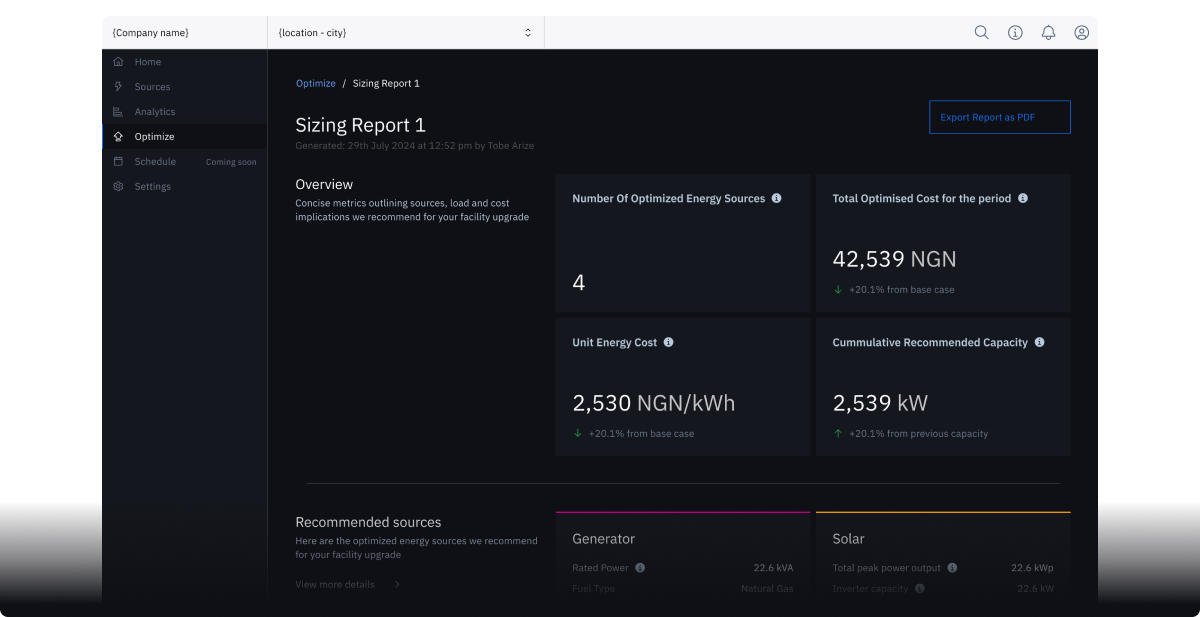 {Company name}
{location - city}
Home
Sources
Analytics
Optimize
Schedule Coming soon
Settings
Optimize / Sizing Report 1
Sizing Report 1
Generated: 29th July 2024 at 12:52 pm by Tobe Arize
Export Report as PDF
Overview
Concise metrics outlining sources, load and cost
implications we recommend for your facility upgrade
Number Of Optimized Energy Sources
4
Total Optimised Cost for the period
42,539 NGN
+20.1% from base case
Unit Energy Cost
2,530 NGN/kWh
+20.1% from base case
Cummulative Recommended Capacity
2,539 kW
+20.1% from previous capacity
Recommended sources
Here are the optimized energy sources we recommend
for your facility upgrade
View more details
Generator
Rated Power 22.6 kVA
Fuel Type Natural Gas
Solar
Total peak power output 22.6 kWp
Inverter capacity 22.6 kW